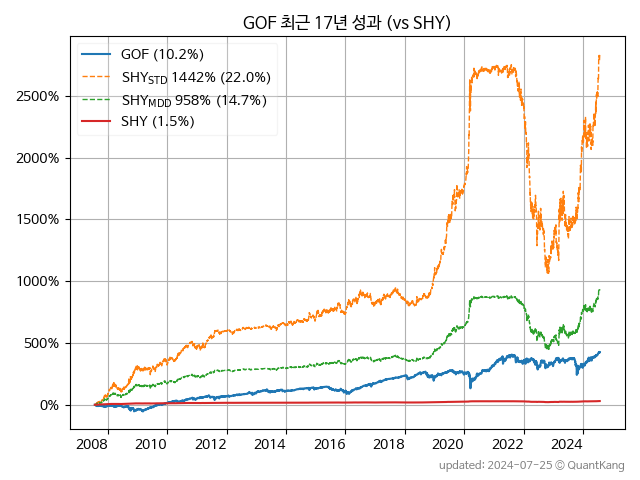 GOF 최근 17년 성과 (vs SHY)
GOF (10.2%)
SHY_STD 1442% (22.0%)
SHY_MDD 958% (14.7%)
SHY (1.5%)
2500%
2000%
1500%
1000%
500%
0%
2008 2010 2012 2014 2016 2018 2020 2022 2024
updated: 2024-07-25 © QuantKang